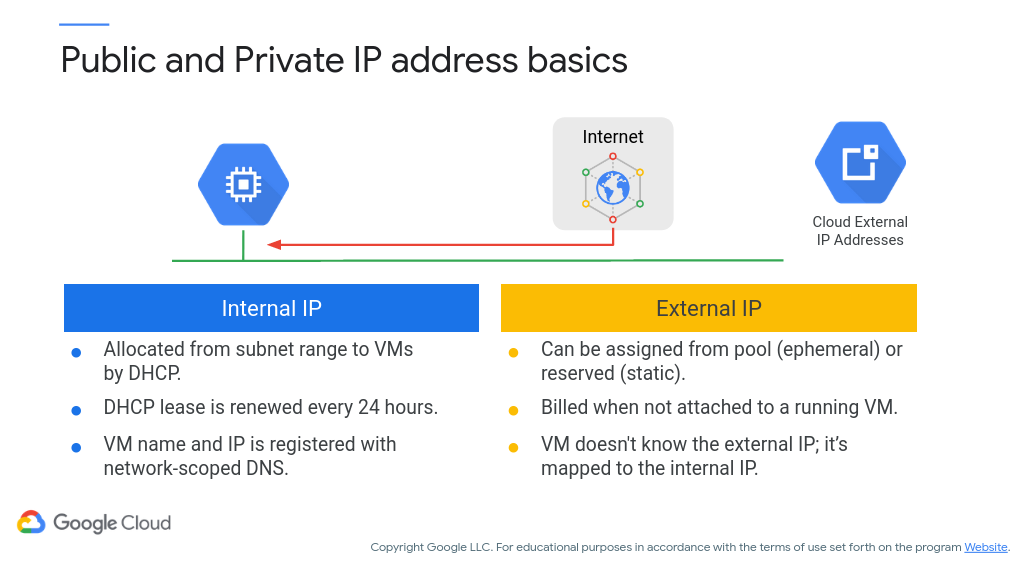 Public and Private IP address basics
Internet
Cloud External
IP Addresses
Internal IP
Allocated from subnet range to VMs
by DHCP.
DHCP lease is renewed every 24 hours.
VM name and IP is registered with
network-scoped DNS.
External IP
Can be assigned from pool (ephemeral) or
reserved (static).
Billed when not attached to a running VM.
VM doesn't know the external IP; it’s
mapped to the internal IP.
Google Cloud
Copyright Google LLC. For educational purposes in accordance with the terms of use set forth on the program Website.